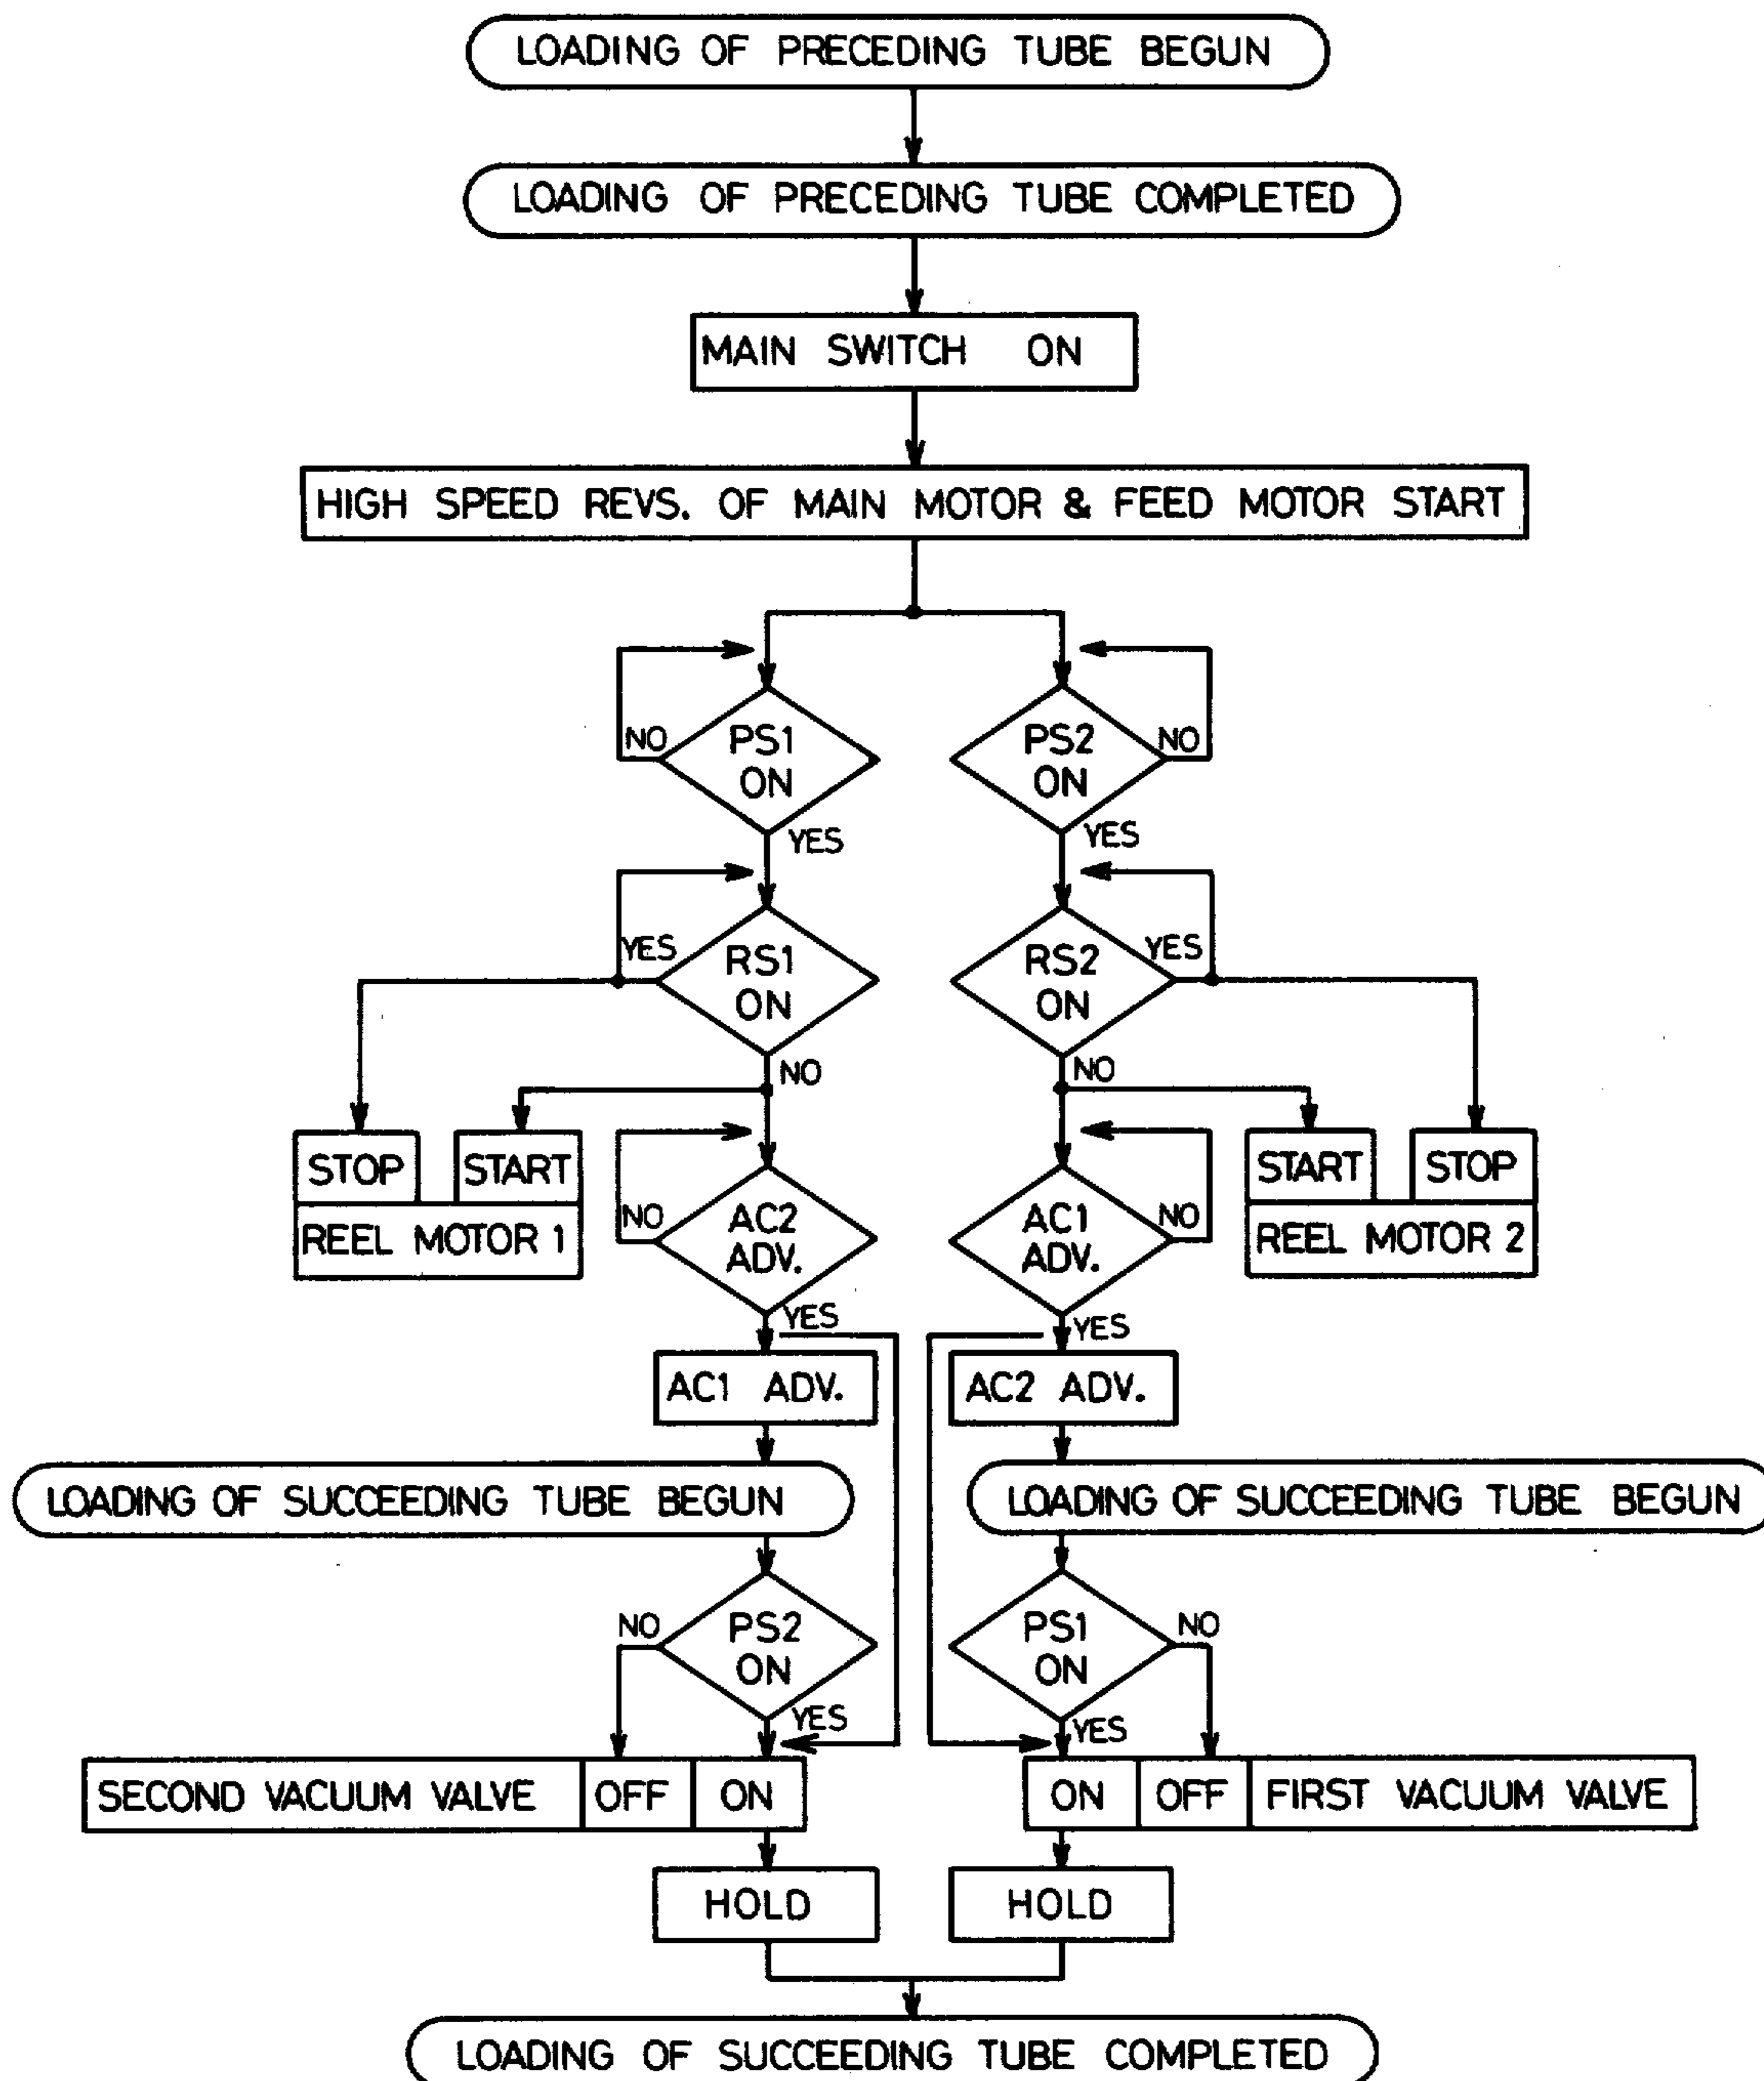 LOADING OF PRECEDING TUBE BEGUN
LOADING OF PRECEDING TUBE COMPLETED
MAIN SWITCH ON
HIGH SPEED REVS. OF MAIN MOTOR & FEED MOTOR START
NO
PS1
ON
YES
PS2
ON
NO
YES
YES
RS1
ON
NO
RS2
ON
YES
NO
STOP
START
REEL MOTOR 1
NO
AC2
ADV.
YES
AC1
ADV.
NO
YES
START
STOP
REEL MOTOR 2
AC1 ADV.
AC2 ADV.
LOADING OF SUCCEEDING TUBE BEGUN
LOADING OF SUCCEEDING TUBE BEGUN
NO
PS2
ON
YES
PS1
ON
NO
YES
SECOND VACUUM VALVE OFF ON
ON OFF FIRST VACUUM VALVE
HOLD
HOLD
LOADING OF SUCCEEDING TUBE COMPLETED